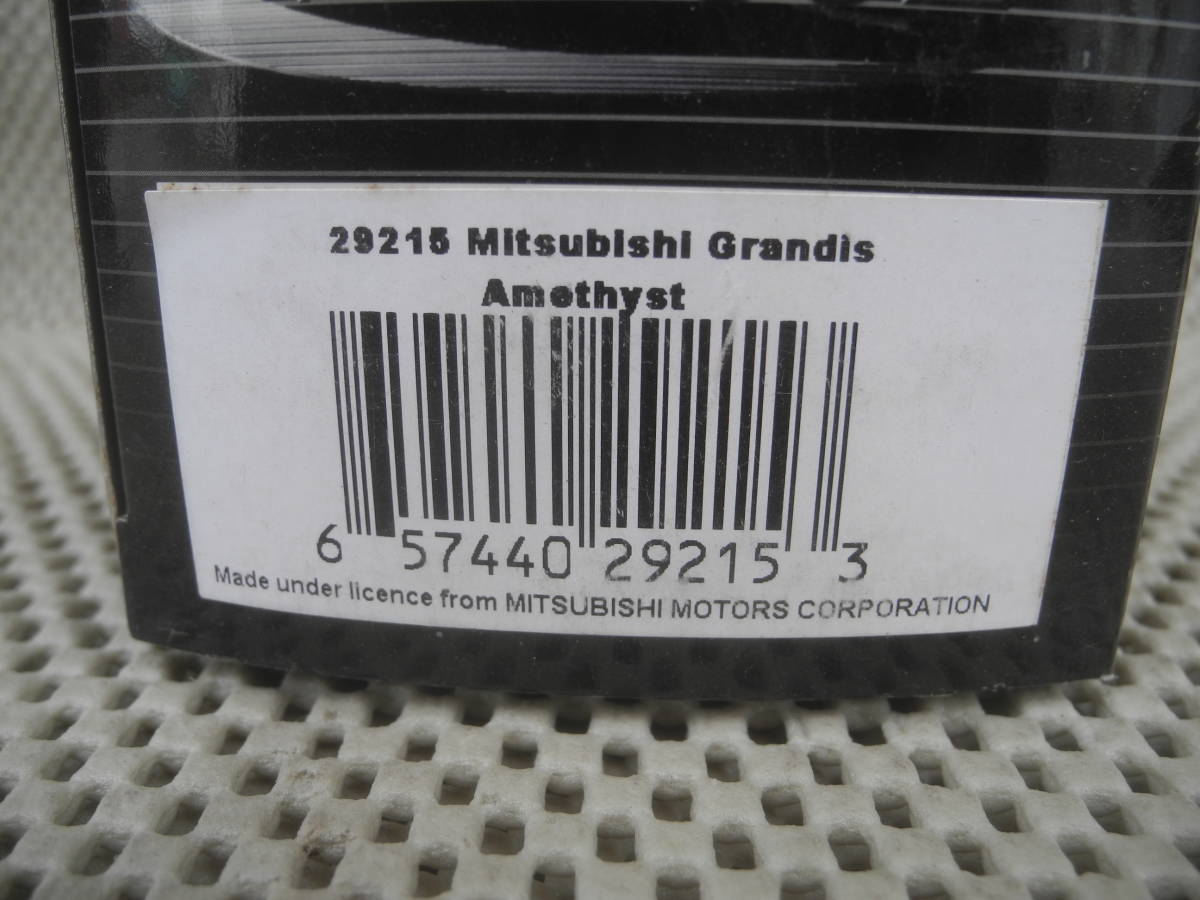 29215 Mitsubishi Grandis
Amethyst
6 57440 29215 3
Made under licence from MITSUBISHI MOTORS CORPORATION